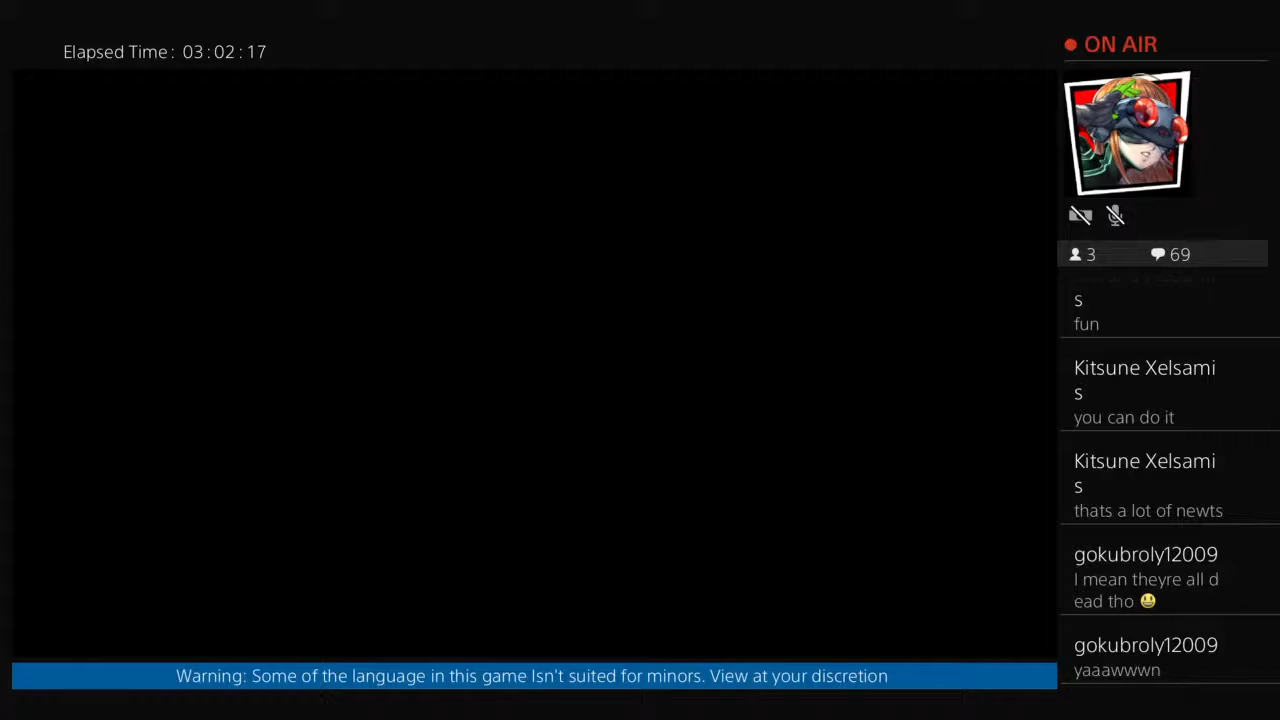 Elapsed Time: 03:02:17
ON AIR
3 69
s
fun
Kitsune Xelsami
s
you can do it
Kitsune Xelsami
s
thats a lot of newts
gokubroly12009
I mean theyre all d
ead tho 😃
gokubroly12009
yaaawwwn
Warning: Some of the language in this game Isn't suited for minors. View at your discretion